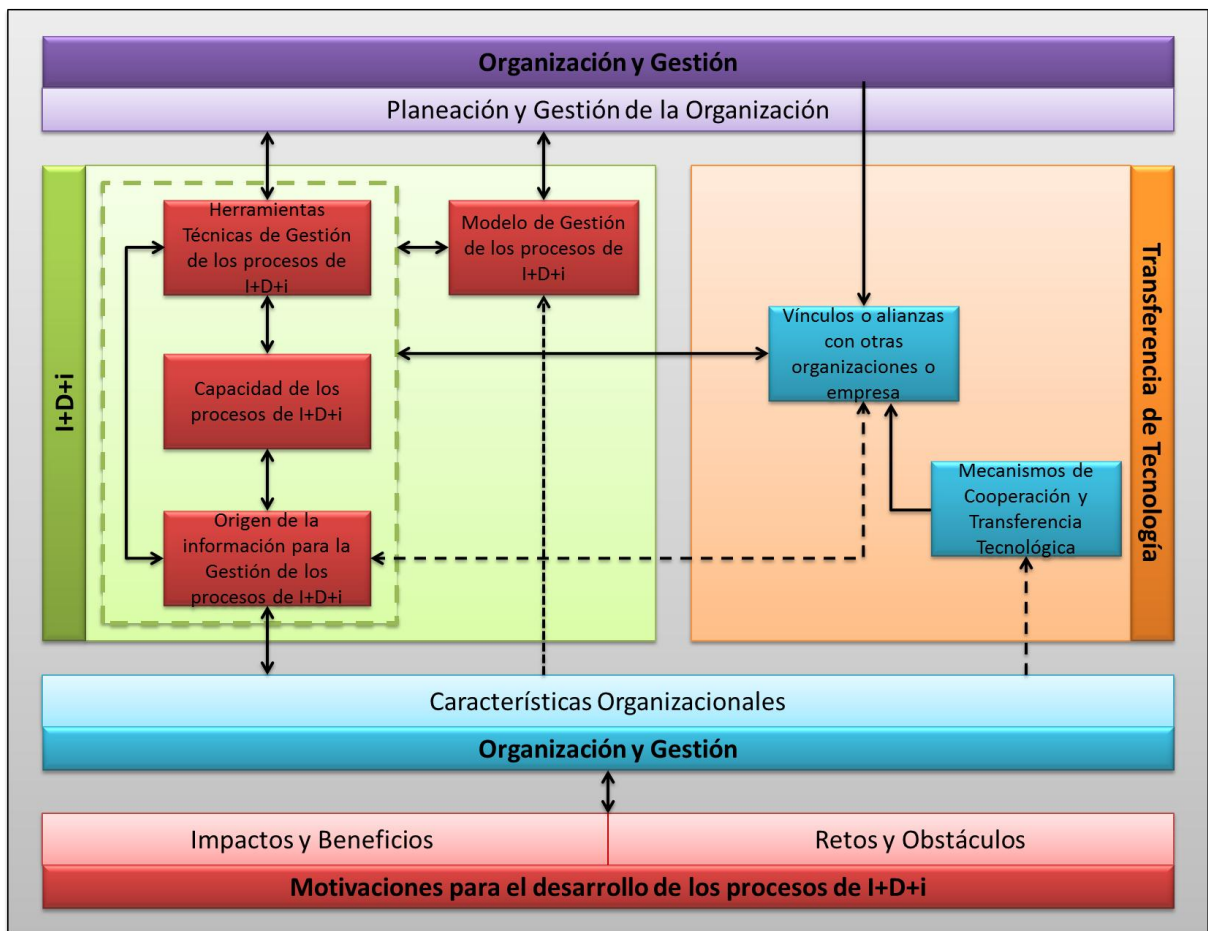 Organización y Gestión
Planeación y Gestión de la Organización
I+D+i
Herramientas
Técnicas de Gestión
de los procesos de
I+D+i
Modelo de Gestión
de los procesos de
I+D+i
Capacidad de los
procesos de I+D+i
Origen de la
información para la
Gestión de los
procesos de I+D+i
Vínculos o alianzas
con otras
organizaciones o
empresa
Mecanismos de
Cooperación y
Transferencia
Tecnológica
Transferencia de Tecnología
Características Organizacionales
Organización y Gestión
Impactos y Beneficios
Retos y Obstáculos
Motivaciones para el desarrollo de los procesos de I+D+i